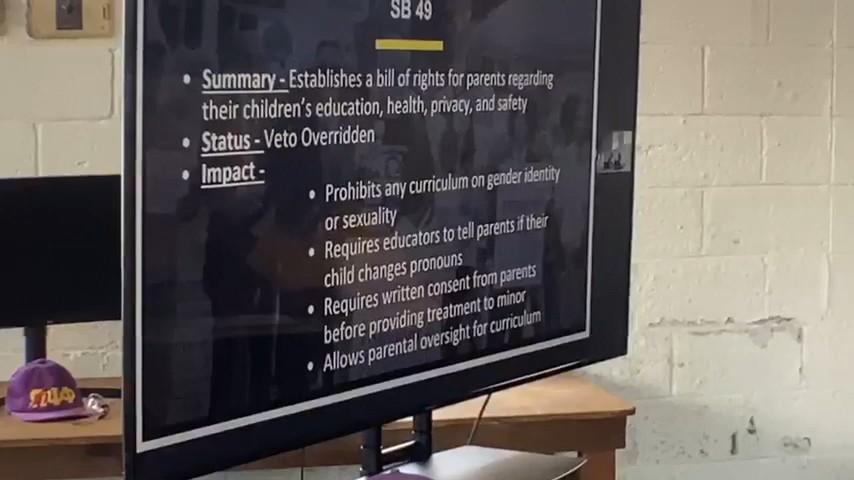 SB 49
• Summary - Establishes a bill of rights for parents regarding
their children's education, health, privacy, and safety
• Status - Veto Overridden
• Impact -
• Prohibits any curriculum on gender identity
or sexuality
• Requires educators to tell parents if their
child changes pronouns
• Requires written consent from parents
before providing treatment to minor
• Allows parental oversight for curriculum